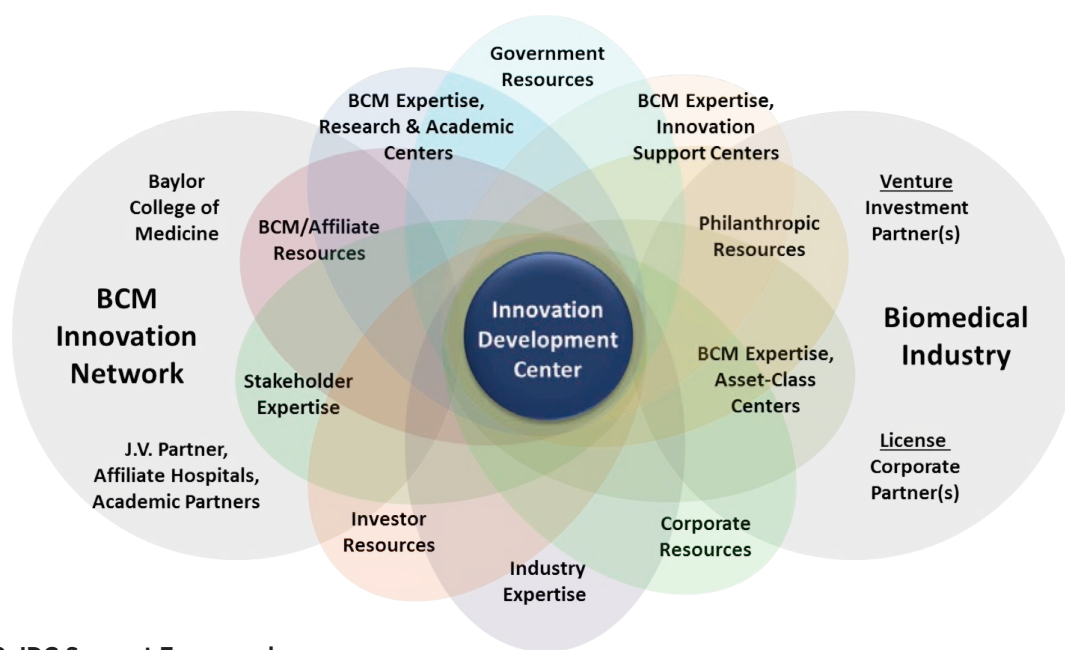 Government
Resources
BCM Expertise,
Research & Academic
Centers
BCM Expertise,
Innovation
Support Centers
Baylor
College of
Medicine
BCM/Affiliate
Resources
Philanthropic
Resources
Venture
Investment
Partner(s)
BCM
Innovation
Network
Innovation
Development
Center
Biomedical
Industry
Stakeholder
Expertise
BCM Expertise,
Asset-Class
Centers
J.V. Partner,
Affiliate Hospitals,
Academic Partners
License
Corporate
Partner(s)
Investor
Resources
Corporate
Resources
Industry
Expertise